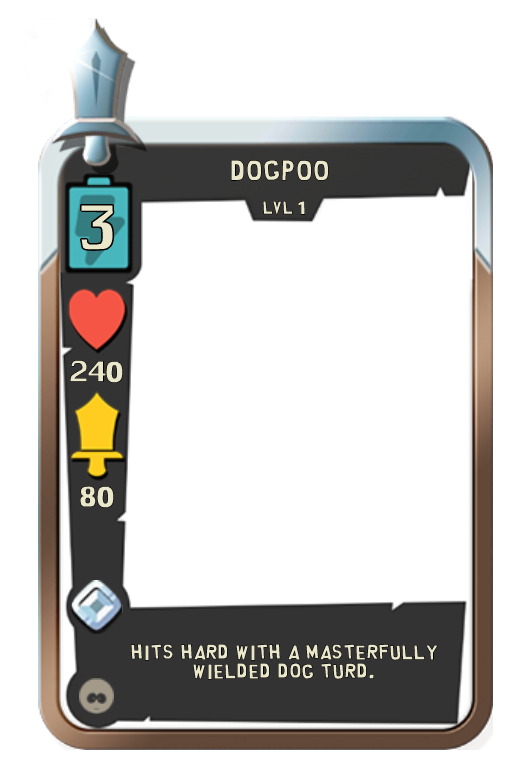 DOGPOO
LVL 1
3
240
80
HITS HARD WITH A MASTERFULLY
WIELDED DOG TURD.